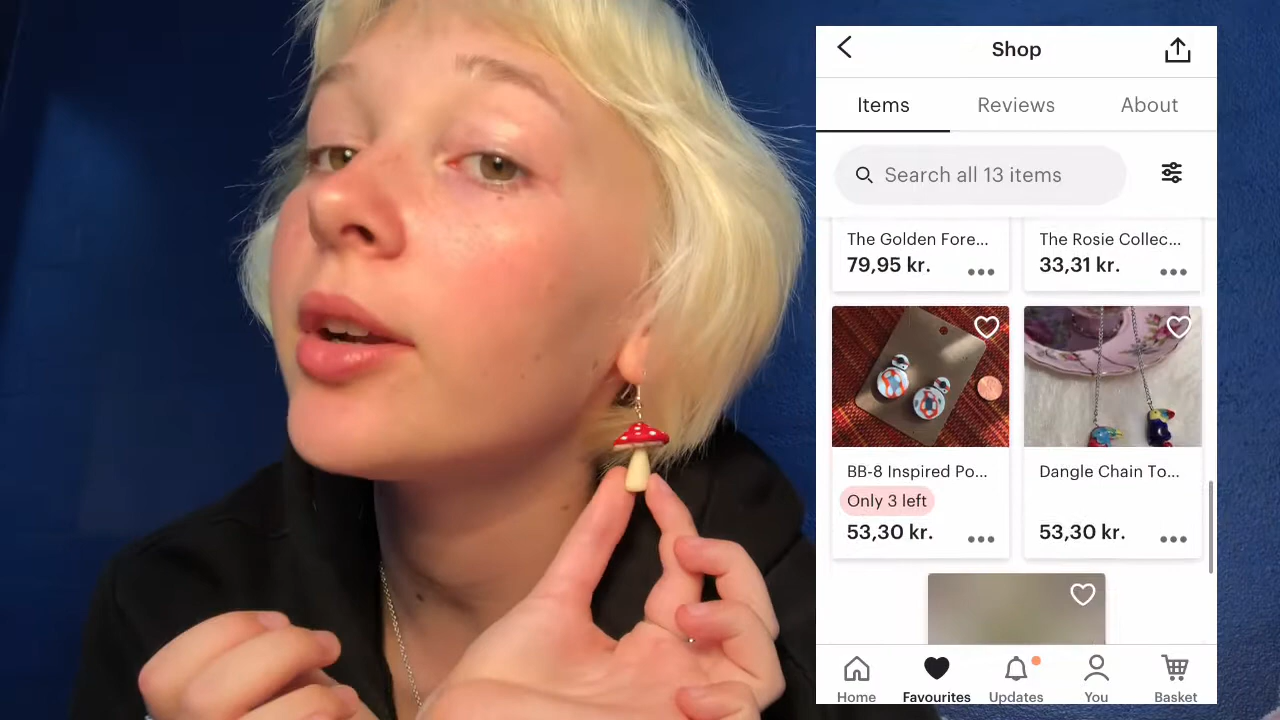 Shop
Items Reviews About
Search all 13 items
The Golden Fore... The Rosie Collec...
79,95 kr. 33,31 kr.
BB-8 Inspired Po... Dangle Chain To...
Only 3 left
53,30 kr. 53,30 kr.
Home Favourites Updates You Basket